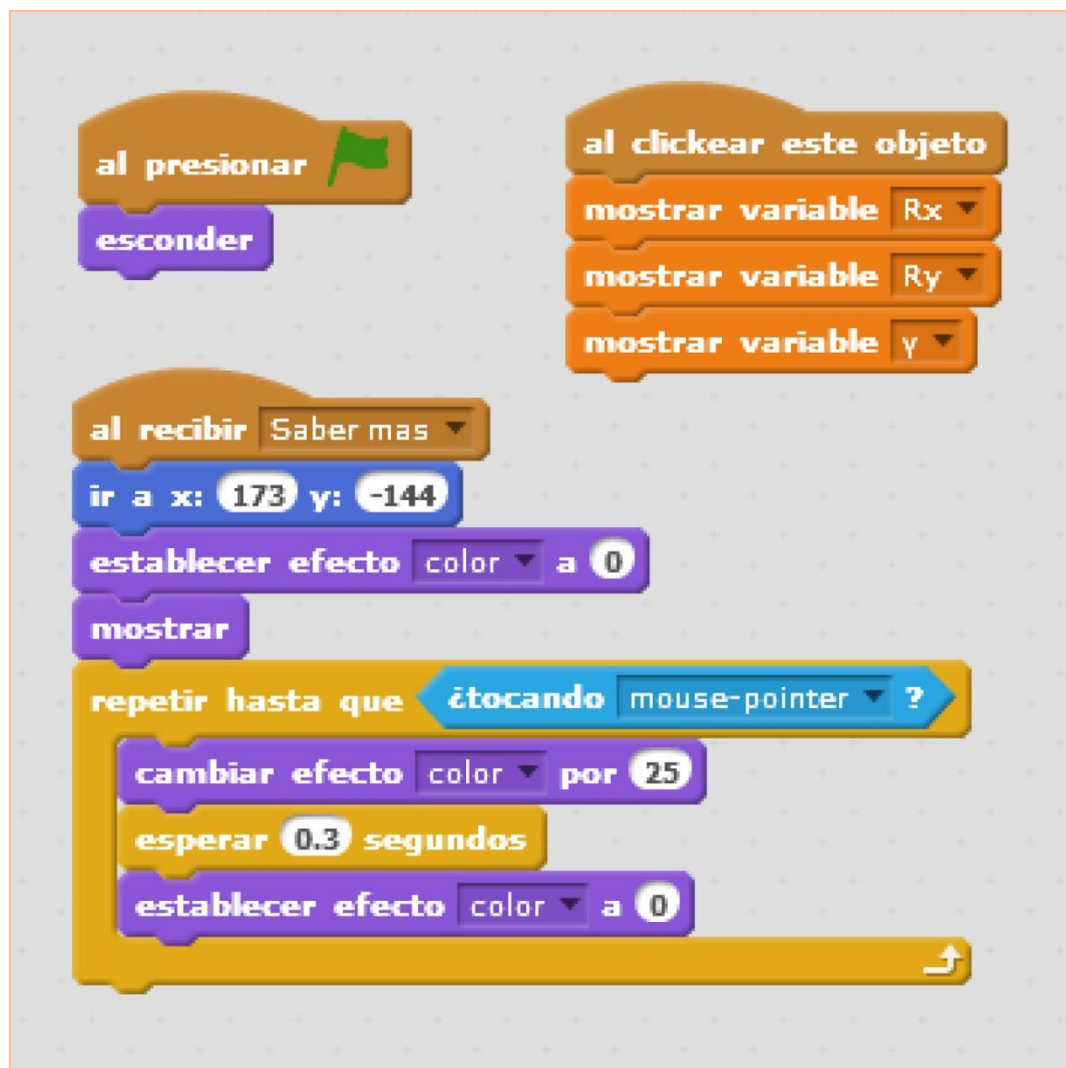 al presionar
esconder
al clickear este objeto
mostrar variable Rx
mostrar variable Ry
mostrar variable y
al recibir Saber mas
ir a x: 173 y: -144
establecer efecto color a 0
mostrar
repetir hasta que ¿tocando mouse-pointer ?
cambiar efecto color por 25
esperar 0.3 segundos
establecer efecto color a 0